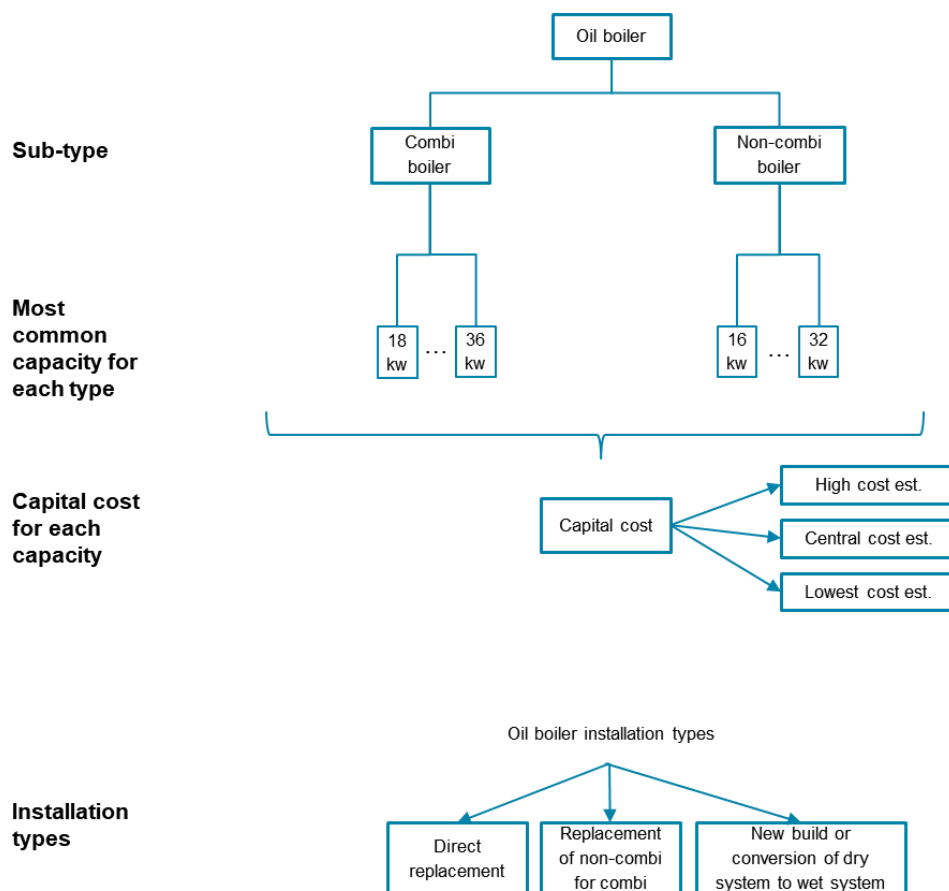 Oil boiler
Sub-type
Combi
boiler
Non-combi
boiler
Most
common
capacity for
each type
18
kw
...
36
kw
16
kw
...
32
kw
Capital cost
for each
capacity
Capital cost
High cost est.
Central cost est.
Lowest cost est.
Oil boiler installation types
Installation
types
Direct
replacement
Replacement
of non-combi
for combi
New build or
conversion of dry
system to wet system